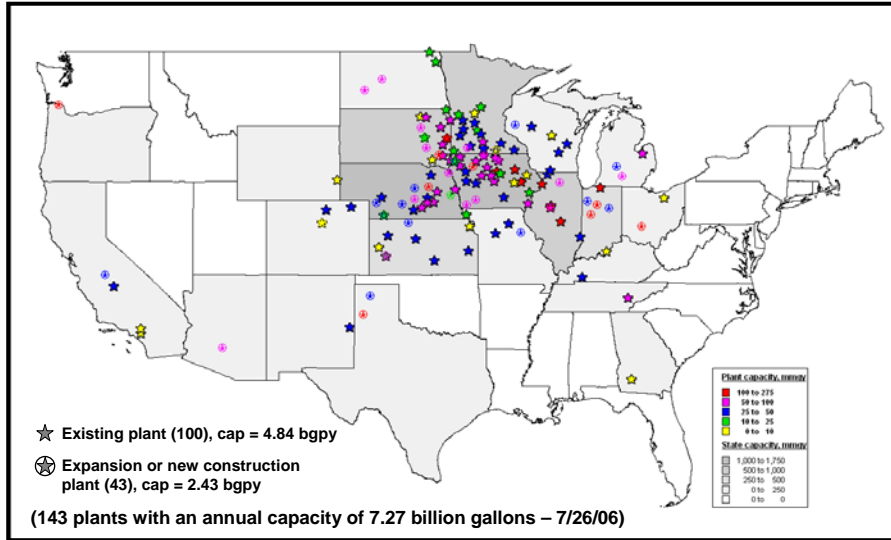 Plant capacity, mmgy
100 to 275
50 to 100
25 to 50
10 to 25
0 to 10
State capacity, mmgy
1,000 to 1,750
500 to 1,000
250 to 500
0 to 250
0 to 0
Existing plant (100), cap = 4.84 bgpy
Expansion or new construction
plant (43), cap = 2.43 bgpy
(143 plants with an annual capacity of 7.27 billion gallons – 7/26/06)